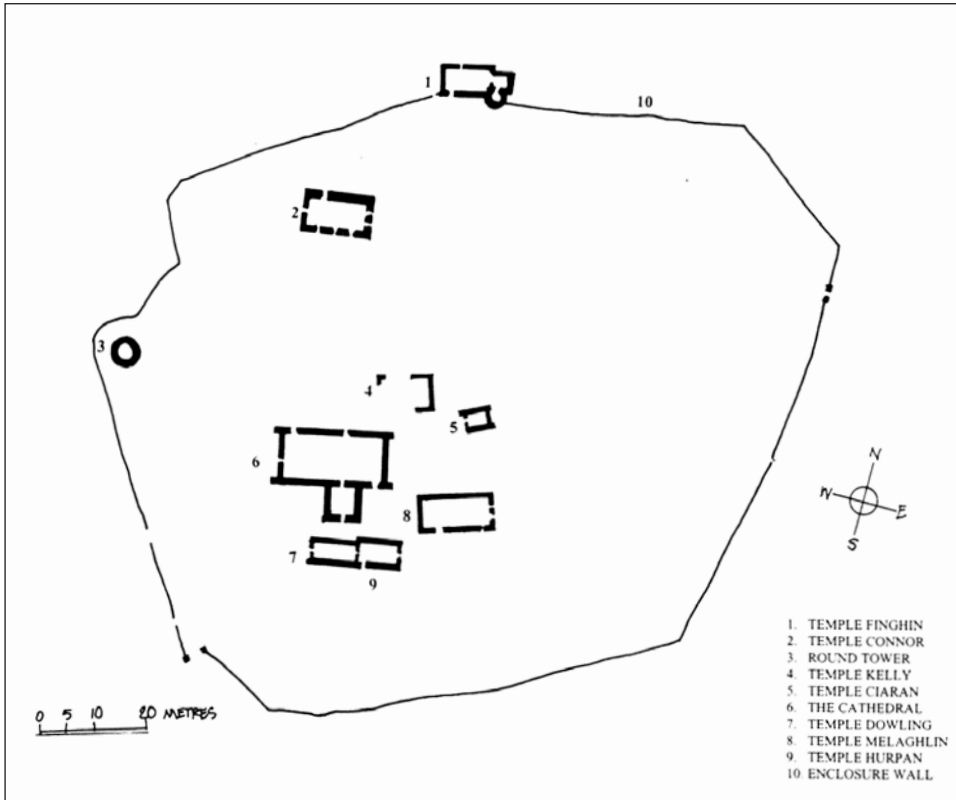 1
10
2
3
4
5
6
8
7
9
N
W
E
S
0 5 10 20 METRES
1. TEMPLE FINGHIN
2. TEMPLE CONNOR
3. ROUND TOWER
4. TEMPLE KELLY
5. TEMPLE CIARAN
6. THE CATHEDRAL
7. TEMPLE DOWLING
8. TEMPLE MELAGHLIN
9. TEMPLE HURPAN
10. ENCLOSURE WALL